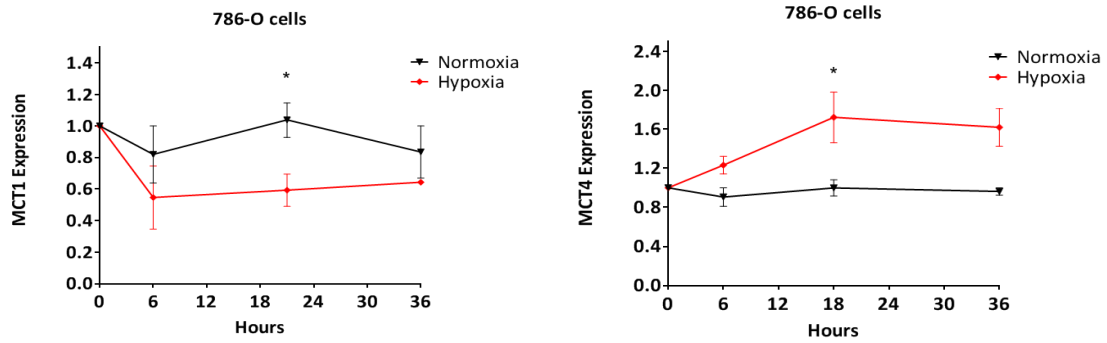 786-O cells
MCT1 Expression
1.4
1.2
1.0
0.8
0.6
0.4
0.2
0.0
*
Normoxia
Hypoxia
0 6 12 18 24 30 36
Hours
786-O cells
MCT4 Expression
2.4
2.0
1.6
1.2
0.8
0.4
0.0
*
Normoxia
Hypoxia
0 6 12 18 24 30 36
Hours